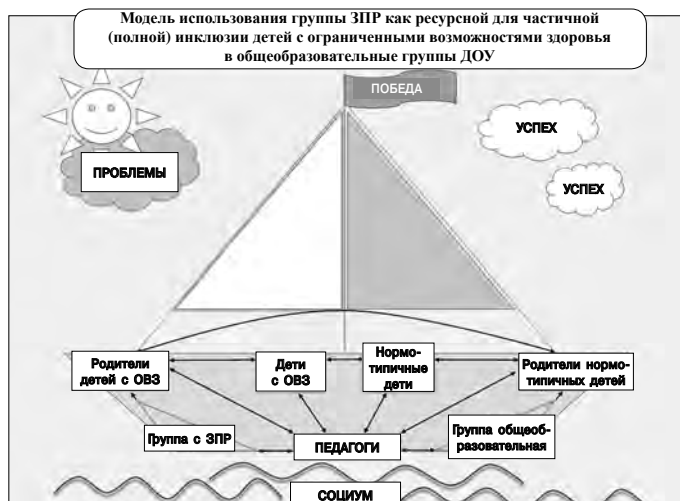 Модель использования группы ЗПР как ресурсной для частичной
(полной) инклюзии детей с ограниченными возможностями здоровья
в общеобразовательные группы ДОУ
ПОБЕДА
УСПЕХ
ПРОБЛЕМЫ
УСПЕХ
Родители
детей с ОВЗ
Дети
с ОВЗ
Нормо-
типичные
дети
Родители нормо-
типичных детей
Группа с ЗПР
ПЕДАГОГИ
Группа общеоб-
разовательная
СОЦИУМ